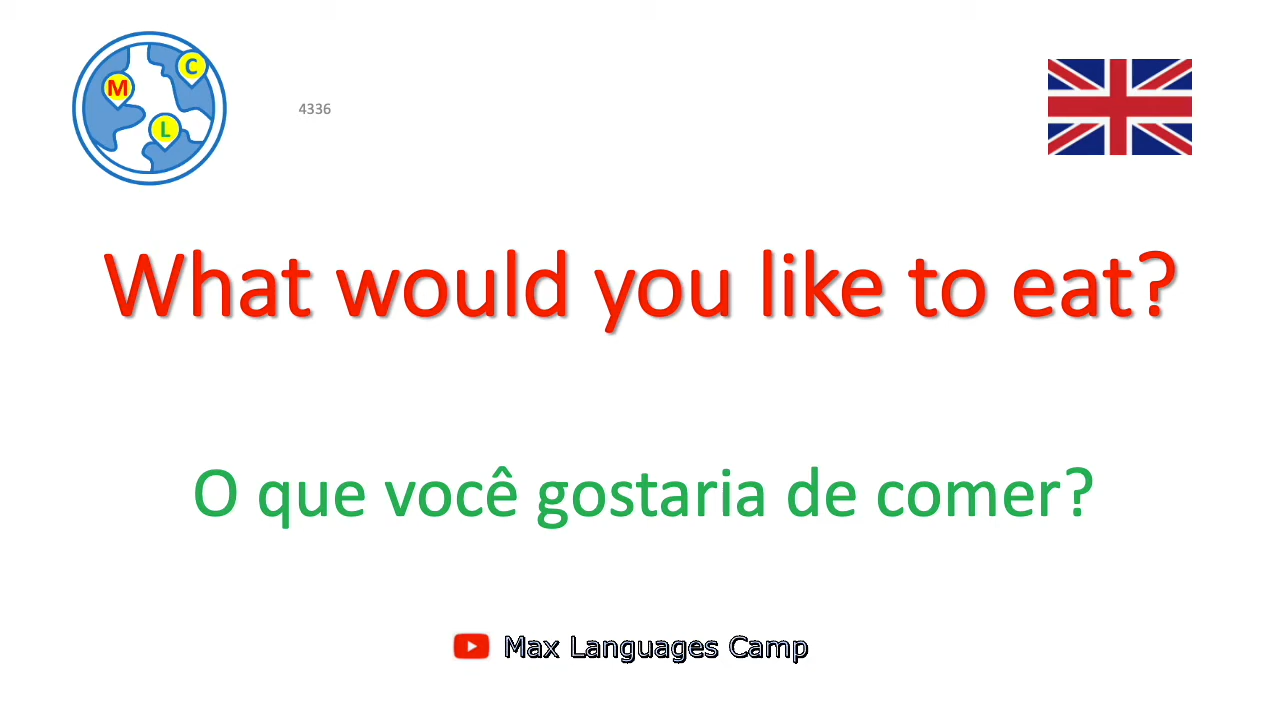 M
C
L
4336
What would you like to eat?
O que você gostaria de comer?
Max Languages Camp